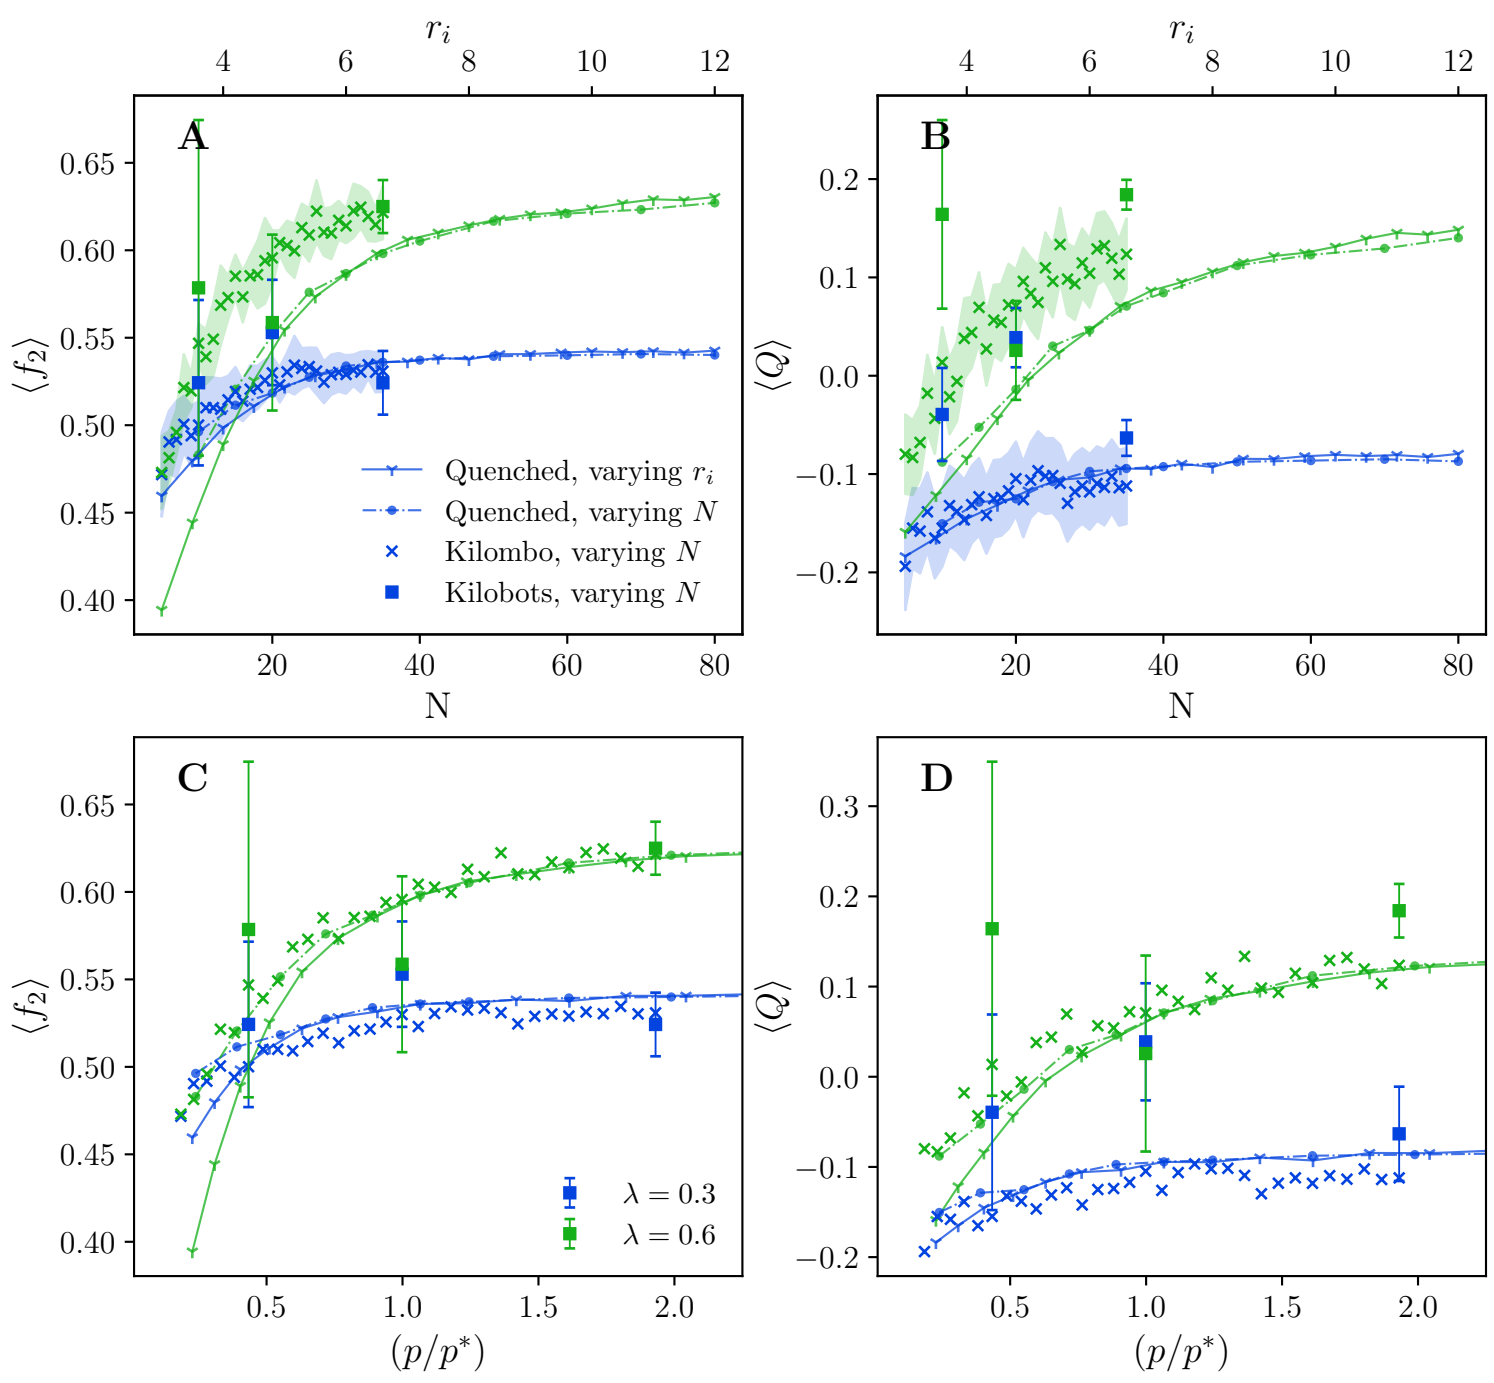 r_i
4 6 8 10 12
r_i
4 6 8 10 12
A
⟨f_2⟩
0.65
0.60
0.55
0.50
0.45
0.40
Quenched, varying r_i
Quenched, varying N
Kilombo, varying N
Kilobots, varying N
20 40 60 80
N
B
⟨Q⟩
0.2
0.1
0.0
−0.1
−0.2
20 40 60 80
N
C
⟨f_2⟩
0.65
0.60
0.55
0.50
0.45
0.40
λ = 0.3
λ = 0.6
0.5 1.0 1.5 2.0
(p/p*)
D
⟨Q⟩
0.3
0.2
0.1
0.0
−0.1
−0.2
0.5 1.0 1.5 2.0
(p/p*)